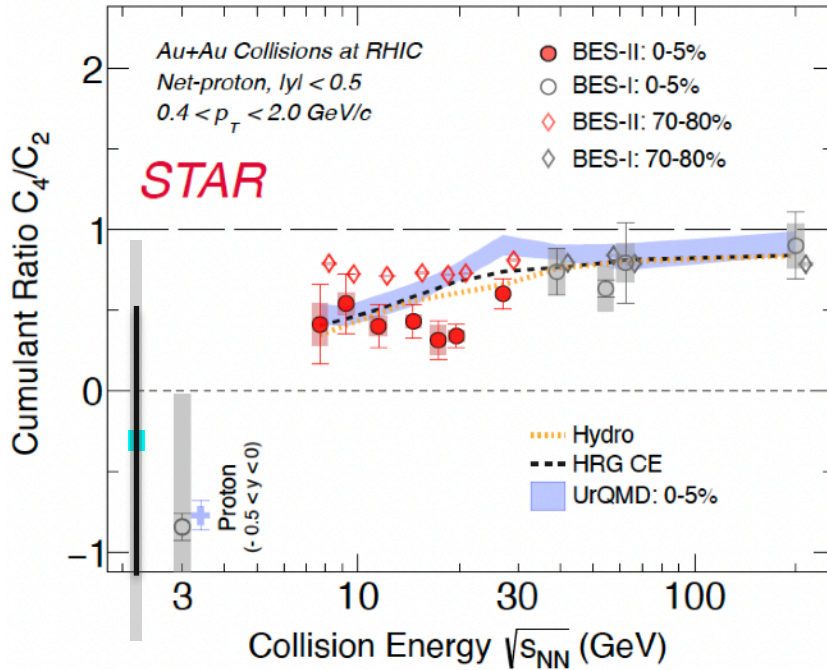 Au+Au Collisions at RHIC
Net-proton, |y| < 0.5
0.4 < p_T < 2.0 GeV/c
STAR
BES-II: 0-5%
BES-I: 0-5%
BES-II: 70-80%
BES-I: 70-80%
Cumulant Ratio C₄/C₂
2
1
0
−1
Proton
(- 0.5 < y < 0)
Hydro
HRG CE
UrQMD: 0-5%
3 10 30 100
Collision Energy √s_NN (GeV)